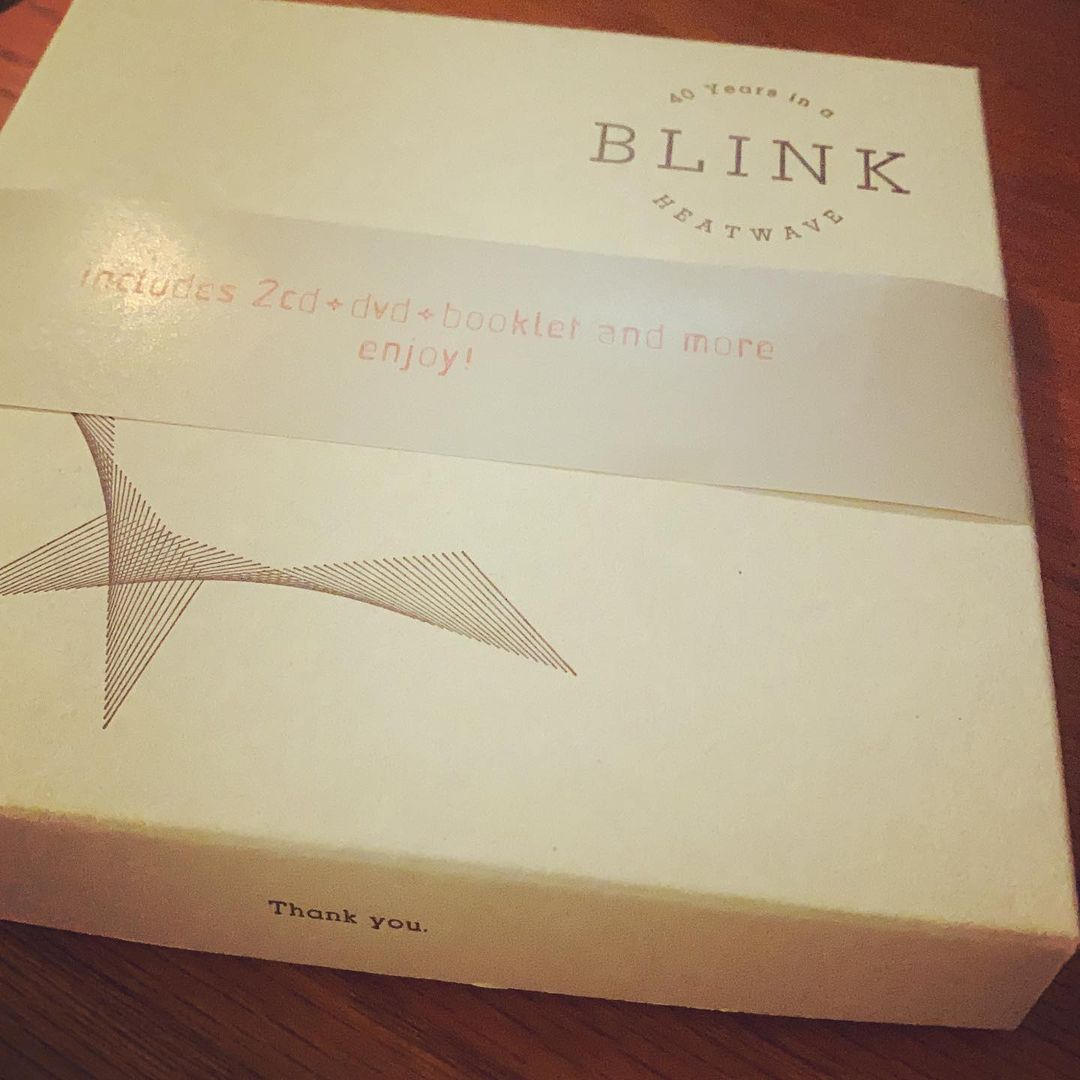 40 Years in a
BLINK
HEATWAVE
includes 2cd+dvd+booklet and more
enjoy!
Thank you.